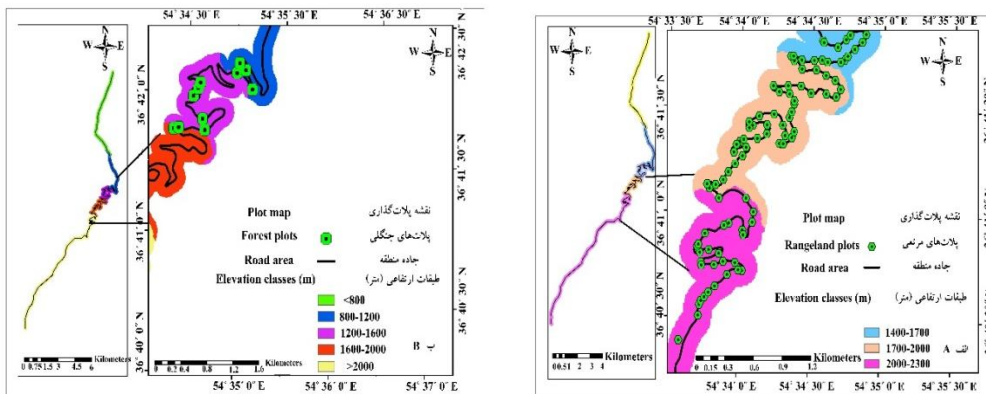 54° 34' 30" E 54° 35' 0" E
N
W E
S
36° 42' 30" N
36° 42' 0" N
36° 41' 30" N
36° 41' 0" N
36° 40' 30" N
36° 40' 0" N
Plot map نقشه پلات‌گذاری
Forest plots پلات‌های جنگلی
Road area جاده منطقه
Elevation classes (m) طبقات ارتفاعی (متر)
<800
800-1200
1200-1600
1600-2000
>2000
B ب
Kilometers
0 0.75 1.5 3 4.5 6
Kilometers
0 0.2 0.4 0.8 1.2 1.6
54° 35' 0" E 54° 36' 0" E 54° 37' 0" E
54° 33' 30" E 54° 34' 0" E 54° 34' 30" E 54° 35' 0" E
N
W E
S
36° 41' 30" N
36° 41' 0" N
36° 40' 30" N
Plot map نقشه پلات‌گذاری
Rangeland plots پلات‌های مرتعی
Road area جاده منطقه
Elevation classes (m) طبقات ارتفاعی (متر)
1400-1700
1700-2000
2000-2300
A الف
Kilometers
0 0.5 1 2 3 4
Kilometers
0 0.15 0.3 0.6 0.9 1.2
54° 34' 0" E 54° 34' 30" E 54° 35' 30" E